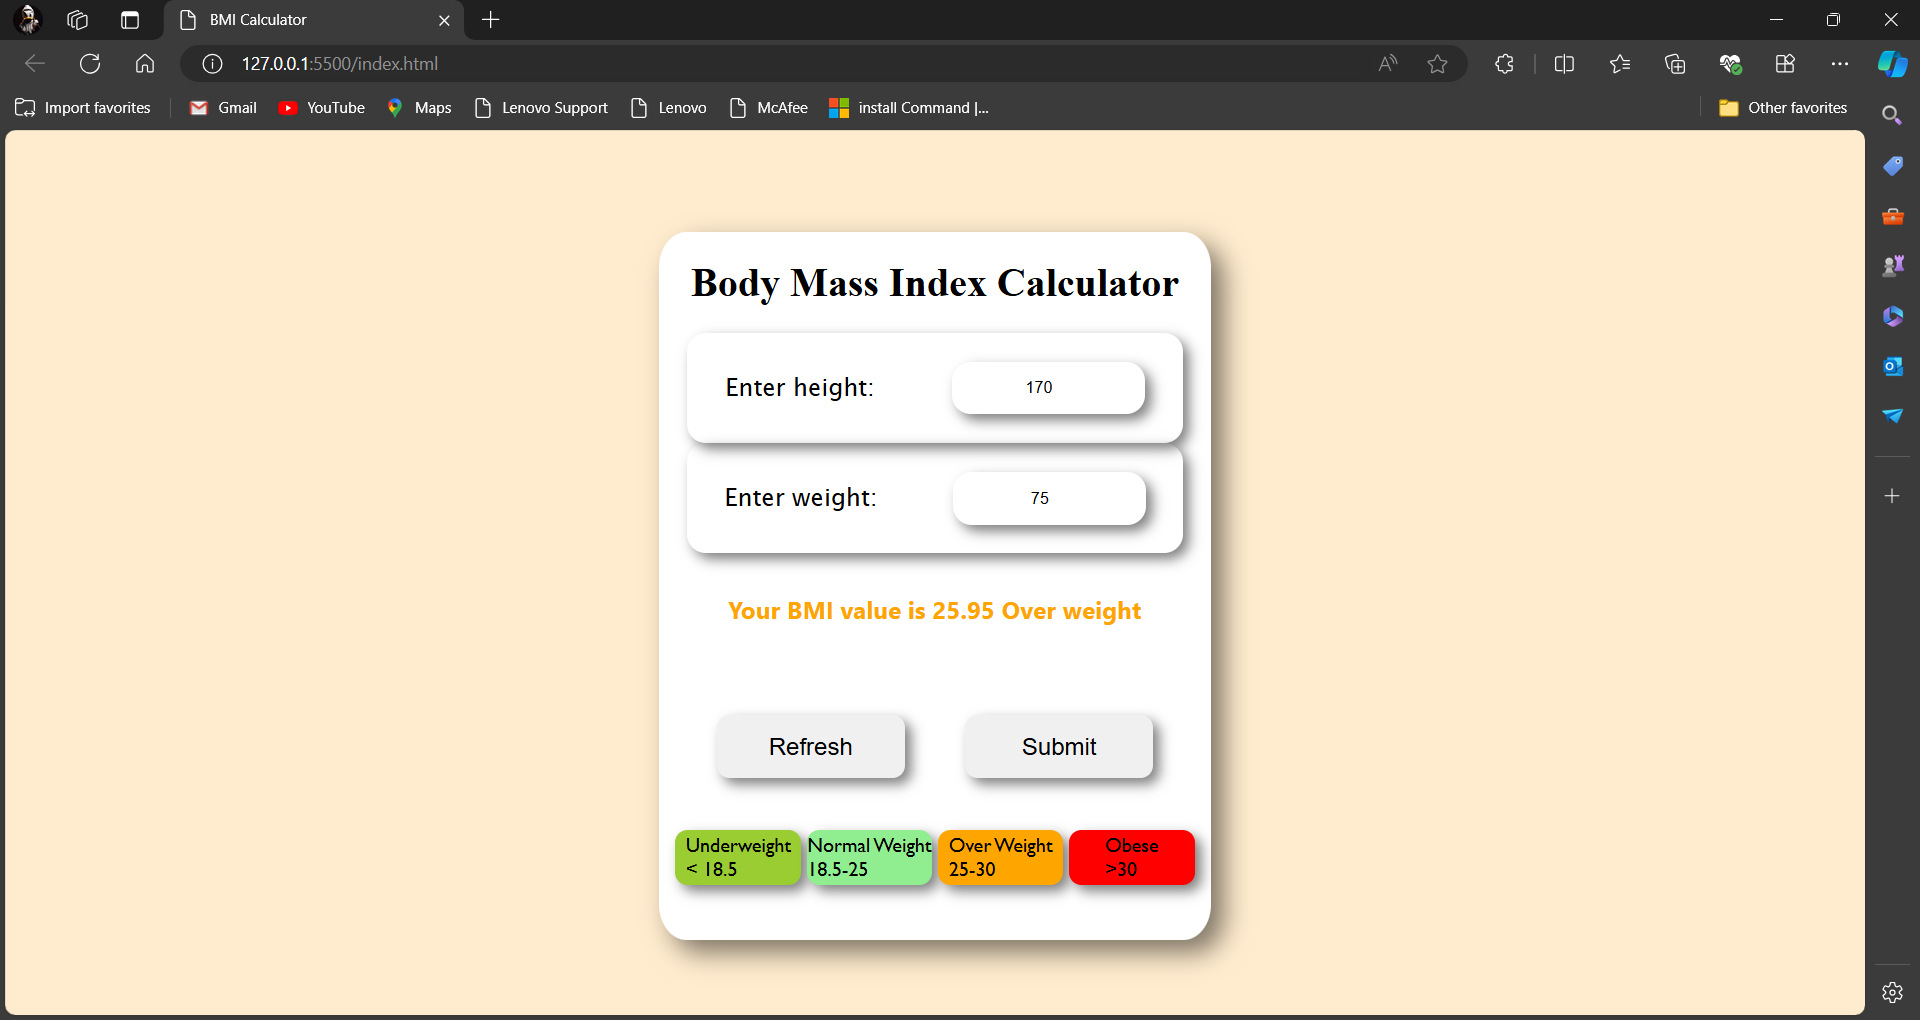 BMI Calculator
127.0.0.1:5500/index.html
Import favorites
Gmail
YouTube
Maps
Lenovo Support
Lenovo
McAfee
install Command |...
Other favorites
Body Mass Index Calculator
Enter height:
170
Enter weight:
75
Your BMI value is 25.95 Over weight
Refresh
Submit
Underweight
< 18.5
Normal Weight
18.5-25
Over Weight
25-30
Obese
>30